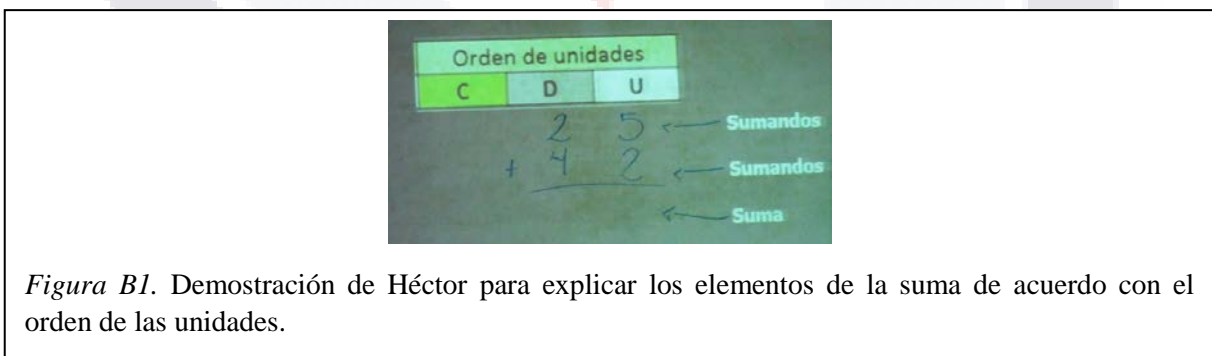 Orden de unidades
C D U
2 5 Sumandos
+ 4 2 Sumandos
Suma
Figura B1. Demostración de Héctor para explicar los elementos de la suma de acuerdo con el
orden de las unidades.